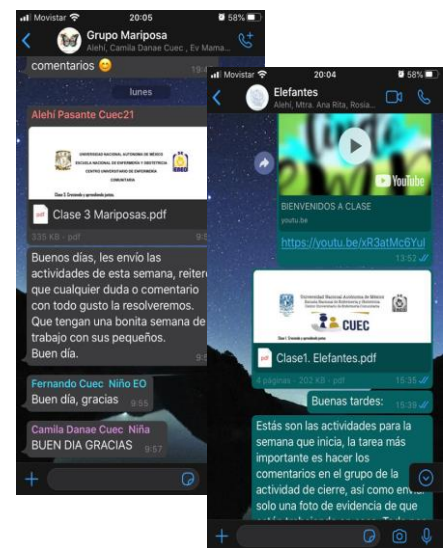 Movistar
20:05
58%
Grupo Mariposa
Alehí, Camila Danae Cuec , Ev Mama...
comentarios 😊
lunes
Alehí Pasante Cuec21
UNIVERSIDAD NACIONAL AUTÓNOMA DE MÉXICO
ESCUELA NACIONAL DE ENFERMERÍA Y OBSTETRICIA
CENTRO UNIVERSITARIO DE ENFERMERÍA
COMUNITARIA
Clase 3 Mariposas.pdf
335 KB · pdf
Buenos días, les envío las
actividades de esta semana, reitero
que cualquier duda o comentario
con todo gusto la resolveremos.
Que tengan una bonita semana de
trabajo con sus pequeños.
Buen día.
Fernando Cuec Niño EO
Buen día, gracias
9:55
Camila Danae Cuec Niña
BUEN DIA GRACIAS
9:57
Movistar
20:04
58%
Elefantes
Alehí, Mtra. Ana Rita, Rosia...
YouTube
BIENVENIDOS A CLASE
youtu.be
https://youtu.be/xR3atMc6YuI
13:52
Universidad Nacional Autónoma de México
CUEC
pdf
Clase1. Elefantes.pdf
4 páginas · 202 KB · pdf
15:35
Buenas tardes:
15:39
Estás son las actividades para la
semana que inicia, la tarea más
importante es hacer los
comentarios en el grupo de la
actividad de cierre, así como
solo una foto de evidencia de que